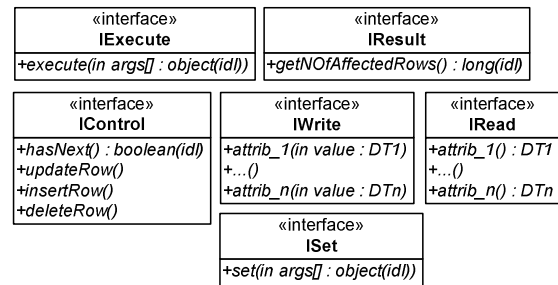 «interface»
IExecute
+execute(in args[] : object(idl))
«interface»
IResult
+getNOfAffectedRows() : long(idl)
«interface»
IControl
+hasNext() : boolean(idl)
+updateRow()
+insertRow()
+deleteRow()
«interface»
IWrite
+attrib_1(in value : DT1)
+...()
+attrib_n(in value : DTn)
«interface»
IRead
+attrib_1() : DT1
+...()
+attrib_n() : DTn
«interface»
ISet
+set(in args[] : object(idl))